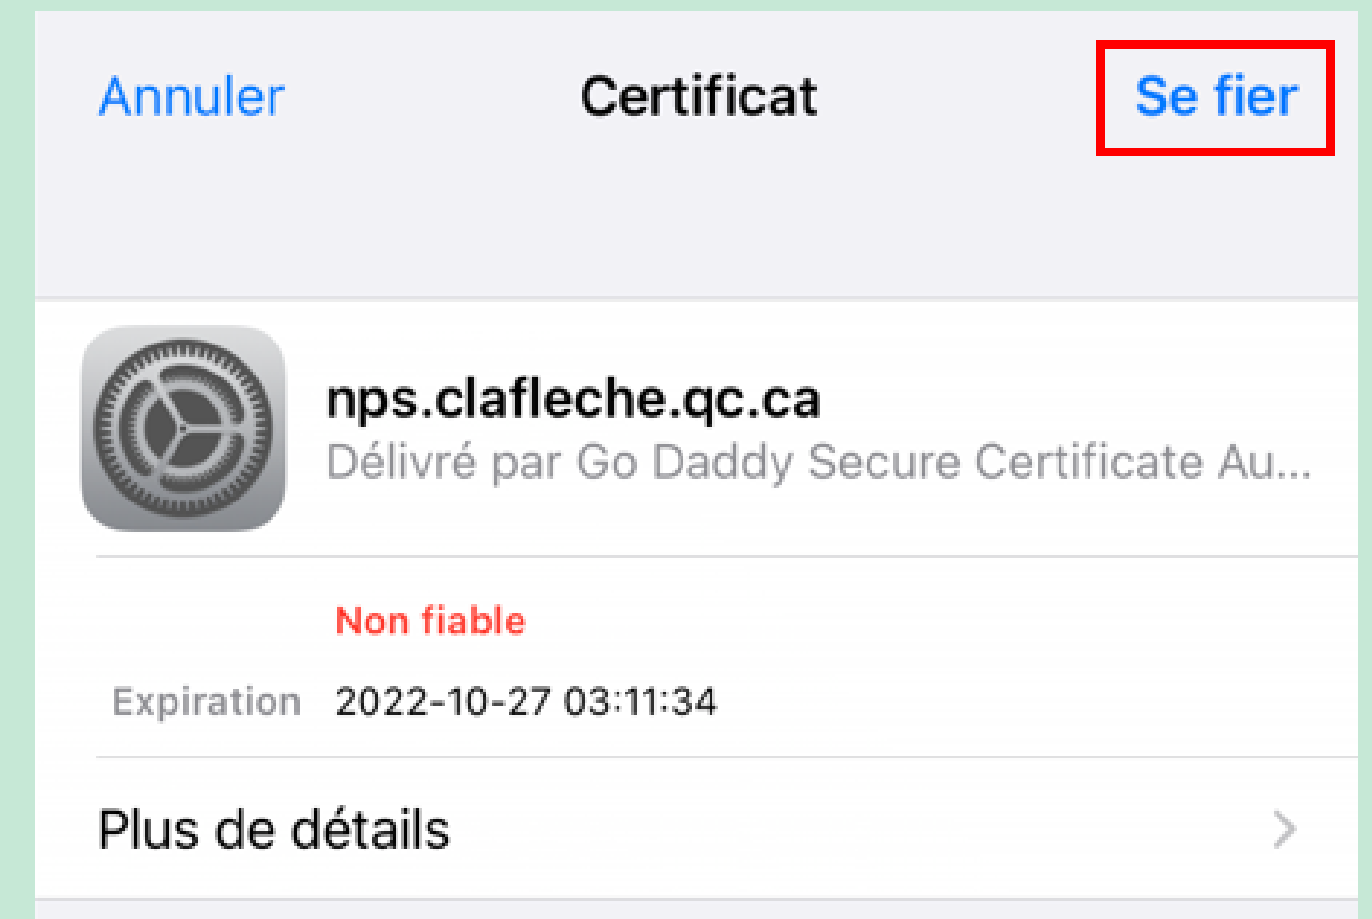 Annuler Certificat Se fier
nps.clafleche.qc.ca
Délivré par Go Daddy Secure Certificate Au...
Non fiable
Expiration 2022-10-27 03:11:34
Plus de détails